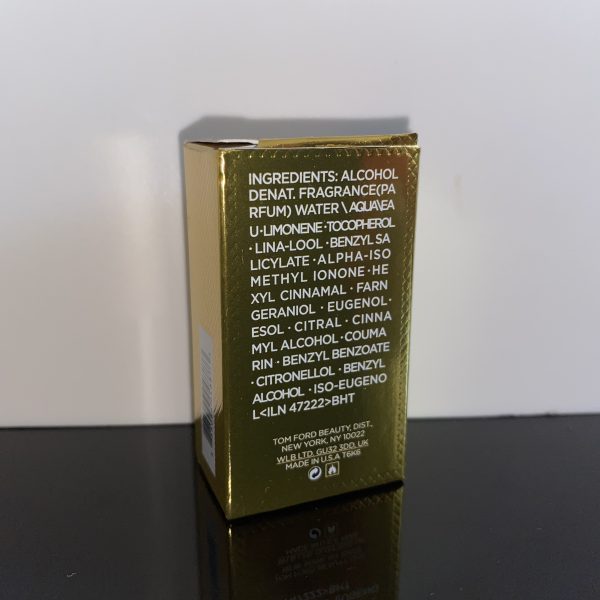 INGREDIENTS: ALCOHOL
DENAT. FRAGRANCE(PA
RFUM) WATER \ AQUA\EA
U·LIMONENE·TOCOPHEROL
·LINA-LOOL·BENZYL SA
LICYLATE·ALPHA-ISO
METHYL IONONE·HE
XYL CINNAMAL·FARN
GERANIOL·EUGENOL·
ESOL·CITRAL·CINNA
MYL ALCOHOL·COUMA
RIN·BENZYL BENZOATE
·CITRONELLOL·BENZYL
ALCOHOL·ISO-EUGENO
L<ILN 47222>BHT
TOM FORD BEAUTY, DIST.,
NEW YORK, NY 10022
WLB LTD. GU32 3DD, UK
MADE IN U.S.A T6K6